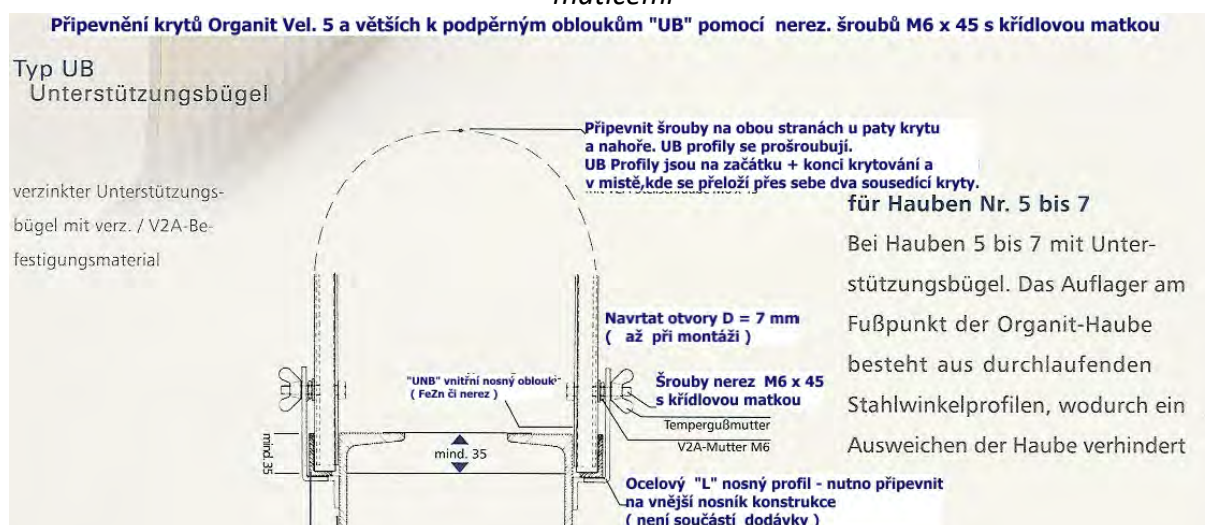 Připevnění krytů Organit Vel. 5 a větších k podpěrným obloukům "UB" pomocí nerez. šroubů M6 x 45 s křídlovou matkou
Typ UB
Unterstützungsbügel
verzinkter Unterstützungs-
bügel mit verz. / V2A-Be-
festigungsmaterial
Připevnit šrouby na obou stranách u paty krytu
a nahoře. UB profily se prošroubují.
UB Profily jsou na začátku + konci krytování a
v mistě,kde se přeloží přes sebe dva sousedící kryty.
für Hauben Nr. 5 bis 7
Bei Hauben 5 bis 7 mit Unter-
stützungsbügel. Das Auflager am
Fußpunkt der Organit-Haube
besteht aus durchlaufenden
Stahlwinkelprofilen, wodurch ein
Ausweichen der Haube verhindert
Navrtat otvory D = 7 mm
( až při montáži )
"UNB" vnitřní nosný oblouk
( FeZn či nerez )
Šrouby nerez M6 x 45
s křídlovou matkou
Tempergußmutter
V2A-Mutter M6
mind. 35
mind. 35
Ocelový "L" nosný profil - nutno připevnit
na vnější nosník konstrukce
( není součástí dodávky )